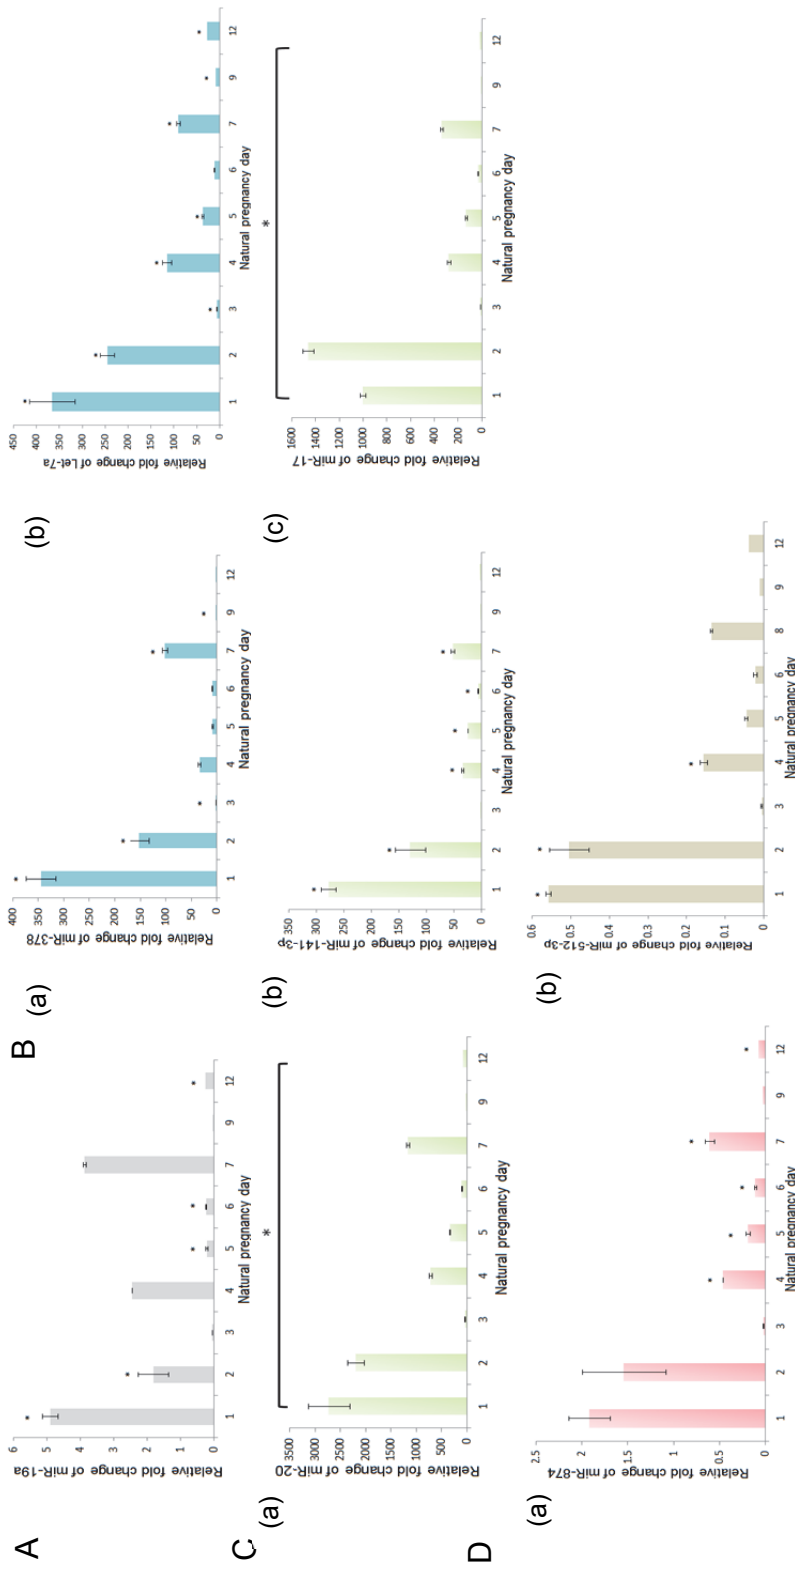 A
Relative fold change of miR-19a
6
5
4
3
2
1
0
* * * * *
1 2 3 4 5 6 7 9 12
Natural pregnancy day
B
(a)
Relative fold change of miR-378
400
350
300
250
200
150
100
50
0
* * * * *
1 2 3 4 5 6 7 9 12
Natural pregnancy day
(b)
Relative fold change of Let-7a
450
400
350
300
250
200
150
100
50
0
* * * * * * * *
1 2 3 4 5 6 7 9 12
Natural pregnancy day
C
(a)
Relative fold change of miR-20
3500
3000
2500
2000
1500
1000
500
0
*
1 2 3 4 5 6 7 9 12
Natural pregnancy day
(b)
Relative fold change of miR-141-3p
350
300
250
200
150
100
50
0
* * * * * *
1 2 3 4 5 6 7 9 12
Natural pregnancy day
(c)
Relative fold change of miR-17
1600
1400
1200
1000
800
600
400
200
0
*
1 2 3 4 5 6 7 9 12
Natural pregnancy day
D
(a)
Relative fold change of miR-874
2.5
2
1.5
1
0.5
0
* * * * *
1 2 3 4 5 6 7 9 12
Natural pregnancy day
(b)
Relative fold change of miR-512-3p
0.6
0.5
0.4
0.3
0.2
0.1
0
* * *
1 2 3 4 5 6 8 9 12
Natural pregnancy day